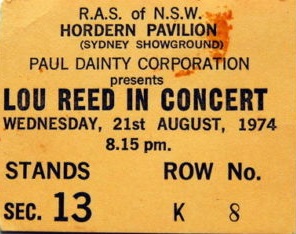 R.A.S. of N.S.W.
HORDERN PAVILION
(SYDNEY SHOWGROUND)
PAUL DAINTY CORPORATION
presents
LOU REED IN CONCERT
WEDNESDAY, 21st AUGUST, 1974
8.15 pm.
STANDS ROW No.
SEC. 13 K 8